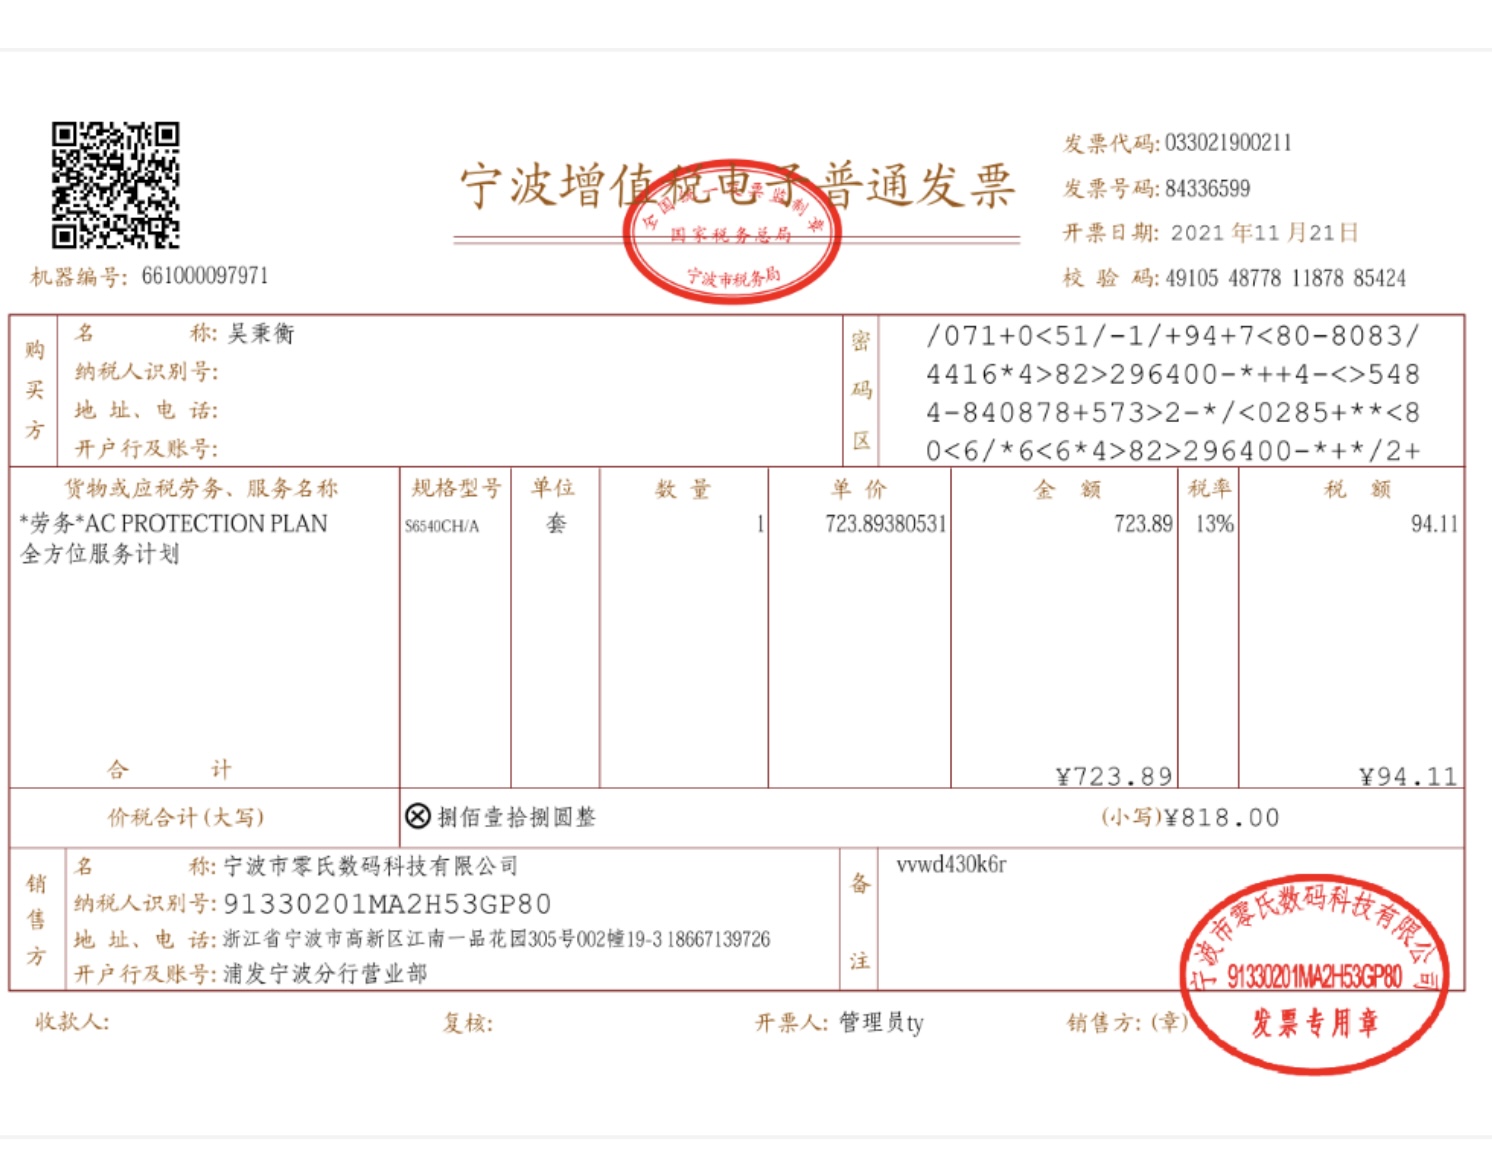 宁波增值税电子普通发票
全国统一发票监制章
国家税务总局
宁波市税务局
发票代码: 033021900211
发票号码: 84336599
开票日期: 2021 年11 月21日
校 验 码: 49105 48778 11878 85424
机器编号: 661000097971
购买方
名 称: 吴秉衡
纳税人识别号:
地 址、电 话:
开户行及账号:
密码区
/071+0<51/-1/+94+7<80-8083/
4416*4>82>296400-*++4-<>548
4-840878+573>2-*/<0285+**<8
0<6/*6<6*4>82>296400-*+*/2+
货物或应税劳务、服务名称 规格型号 单位 数 量 单 价 金 额 税率 税 额
*劳务*AC PROTECTION PLAN S6540CH/A 套 1 723.89380531 723.89 13% 94.11
全方位服务计划
合 计 ¥723.89 ¥94.11
价税合计(大写) ⊗捌佰壹拾捌圆整 (小写)¥818.00
销售方
名 称: 宁波市零氏数码科技有限公司
纳税人识别号: 91330201MA2H53GP80
地 址、电 话: 浙江省宁波市高新区江南一品花园305号002幢19-3 18667139726
开户行及账号: 浦发宁波分行营业部
备注
vvwd430k6r
宁波市零氏数码科技有限公司
91330201MA2H53GP80
发票专用章
收款人: 复核: 开票人: 管理员ty 销售方: (章)